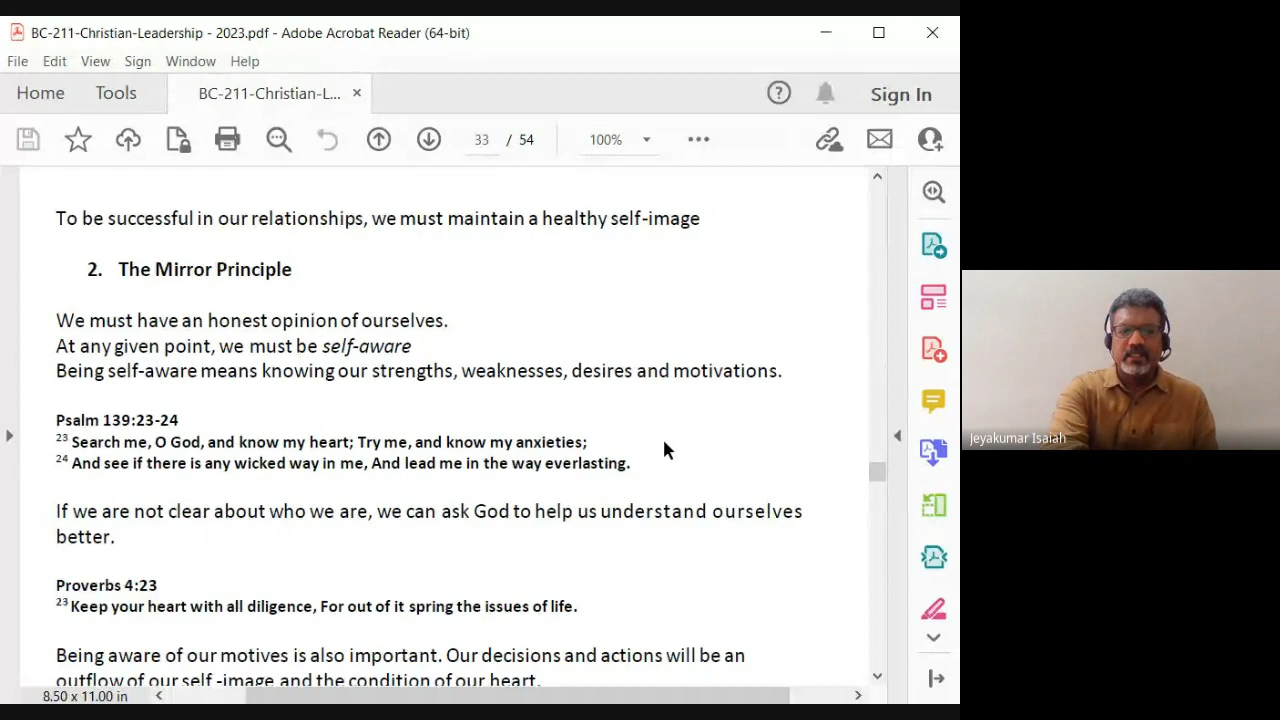 BC-211-Christian-Leadership - 2023.pdf - Adobe Acrobat Reader (64-bit)
File Edit View Sign Window Help
Home Tools BC-211-Christian-L... × Sign In
33 / 54 100%
To be successful in our relationships, we must maintain a healthy self-image
2. The Mirror Principle
We must have an honest opinion of ourselves.
At any given point, we must be self-aware
Being self-aware means knowing our strengths, weaknesses, desires and motivations.
Psalm 139:23-24
23 Search me, O God, and know my heart; Try me, and know my anxieties;
24 And see if there is any wicked way in me, And lead me in the way everlasting.
Jeyakumar Isaiah
If we are not clear about who we are, we can ask God to help us understand ourselves
better.
Proverbs 4:23
23 Keep your heart with all diligence, For out of it spring the issues of life.
Being aware of our motives is also important. Our decisions and actions will be an
outflow of our self -image and the condition of our heart.
8.50 x 11.00 in